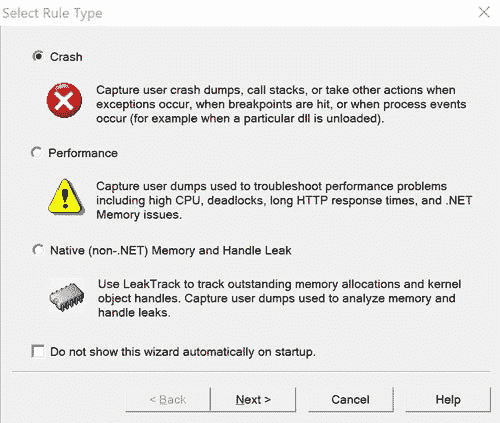 Select Rule Type
Crash
Capture user crash dumps, call stacks, or take other actions when
exceptions occur, when breakpoints are hit, or when process events
occur (for example when a particular dll is unloaded).
Performance
Capture user dumps used to troubleshoot performance problems
including high CPU, deadlocks, long HTTP response times, and .NET
Memory issues.
Native (non-.NET) Memory and Handle Leak
Use LeakTrack to track outstanding memory allocations and kernel
object handles. Capture user dumps used to analyze memory and
handle leaks.
Do not show this wizard automatically on startup.
< Back Next > Cancel Help